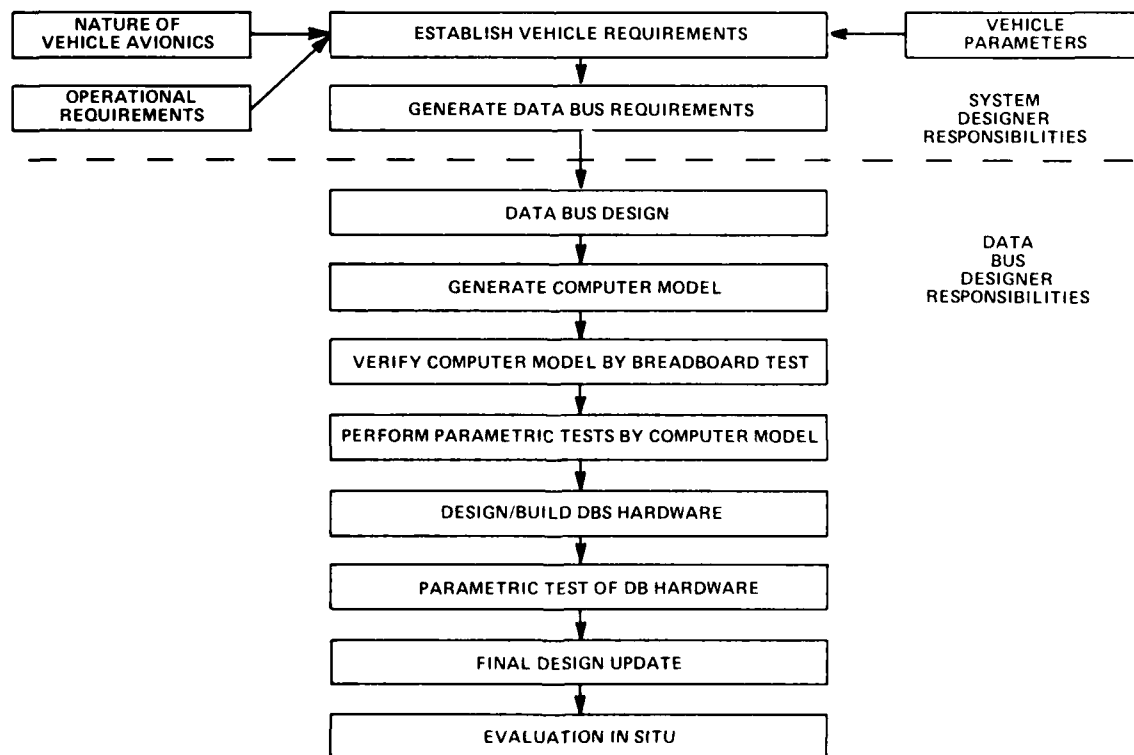 NATURE OF
VEHICLE AVIONICS
ESTABLISH VEHICLE REQUIREMENTS
VEHICLE
PARAMETERS
OPERATIONAL
REQUIREMENTS
GENERATE DATA BUS REQUIREMENTS
SYSTEM
DESIGNER
RESPONSIBILITIES
DATA BUS DESIGN
DATA
BUS
DESIGNER
RESPONSIBILITIES
GENERATE COMPUTER MODEL
VERIFY COMPUTER MODEL BY BREADBOARD TEST
PERFORM PARAMETRIC TESTS BY COMPUTER MODEL
DESIGN/BUILD DBS HARDWARE
PARAMETRIC TEST OF DB HARDWARE
FINAL DESIGN UPDATE
EVALUATION IN SITU